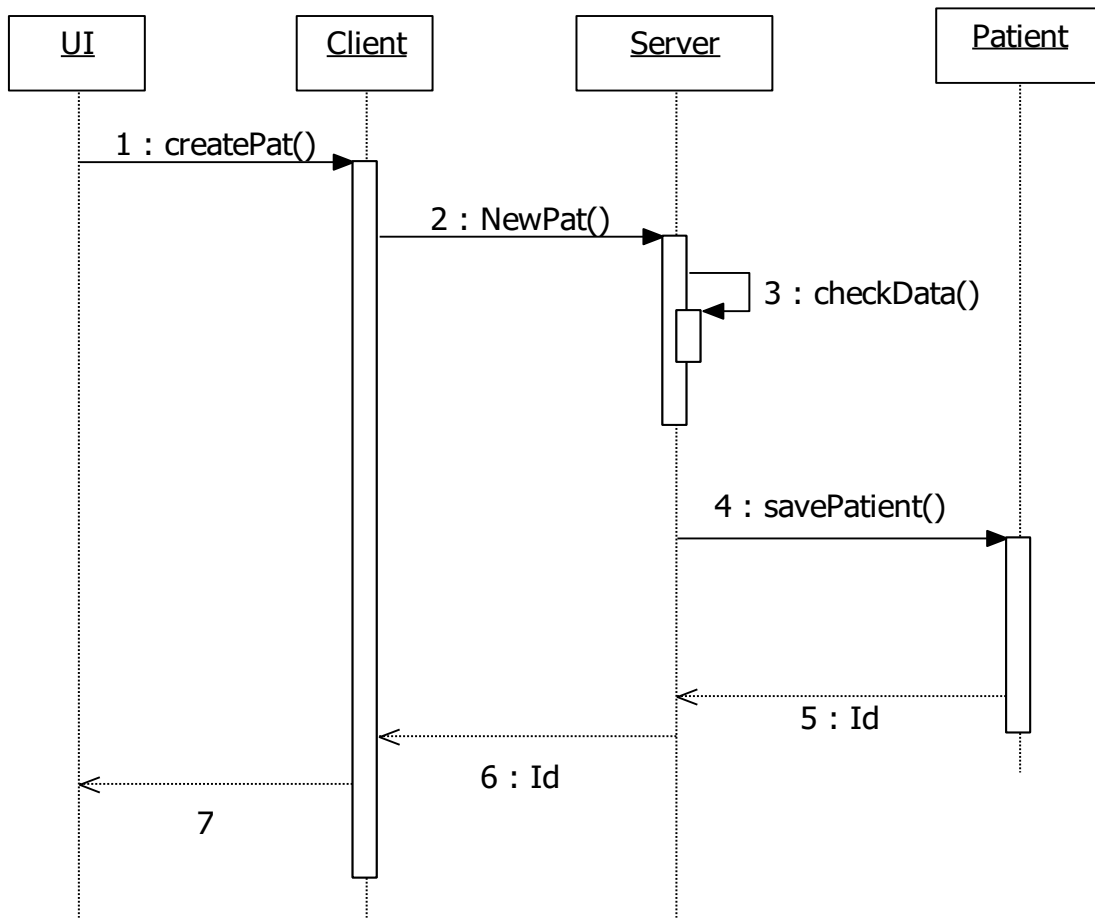 UI
Client
Server
Patient
1 : createPat()
2 : NewPat()
3 : checkData()
4 : savePatient()
5 : Id
6 : Id
7